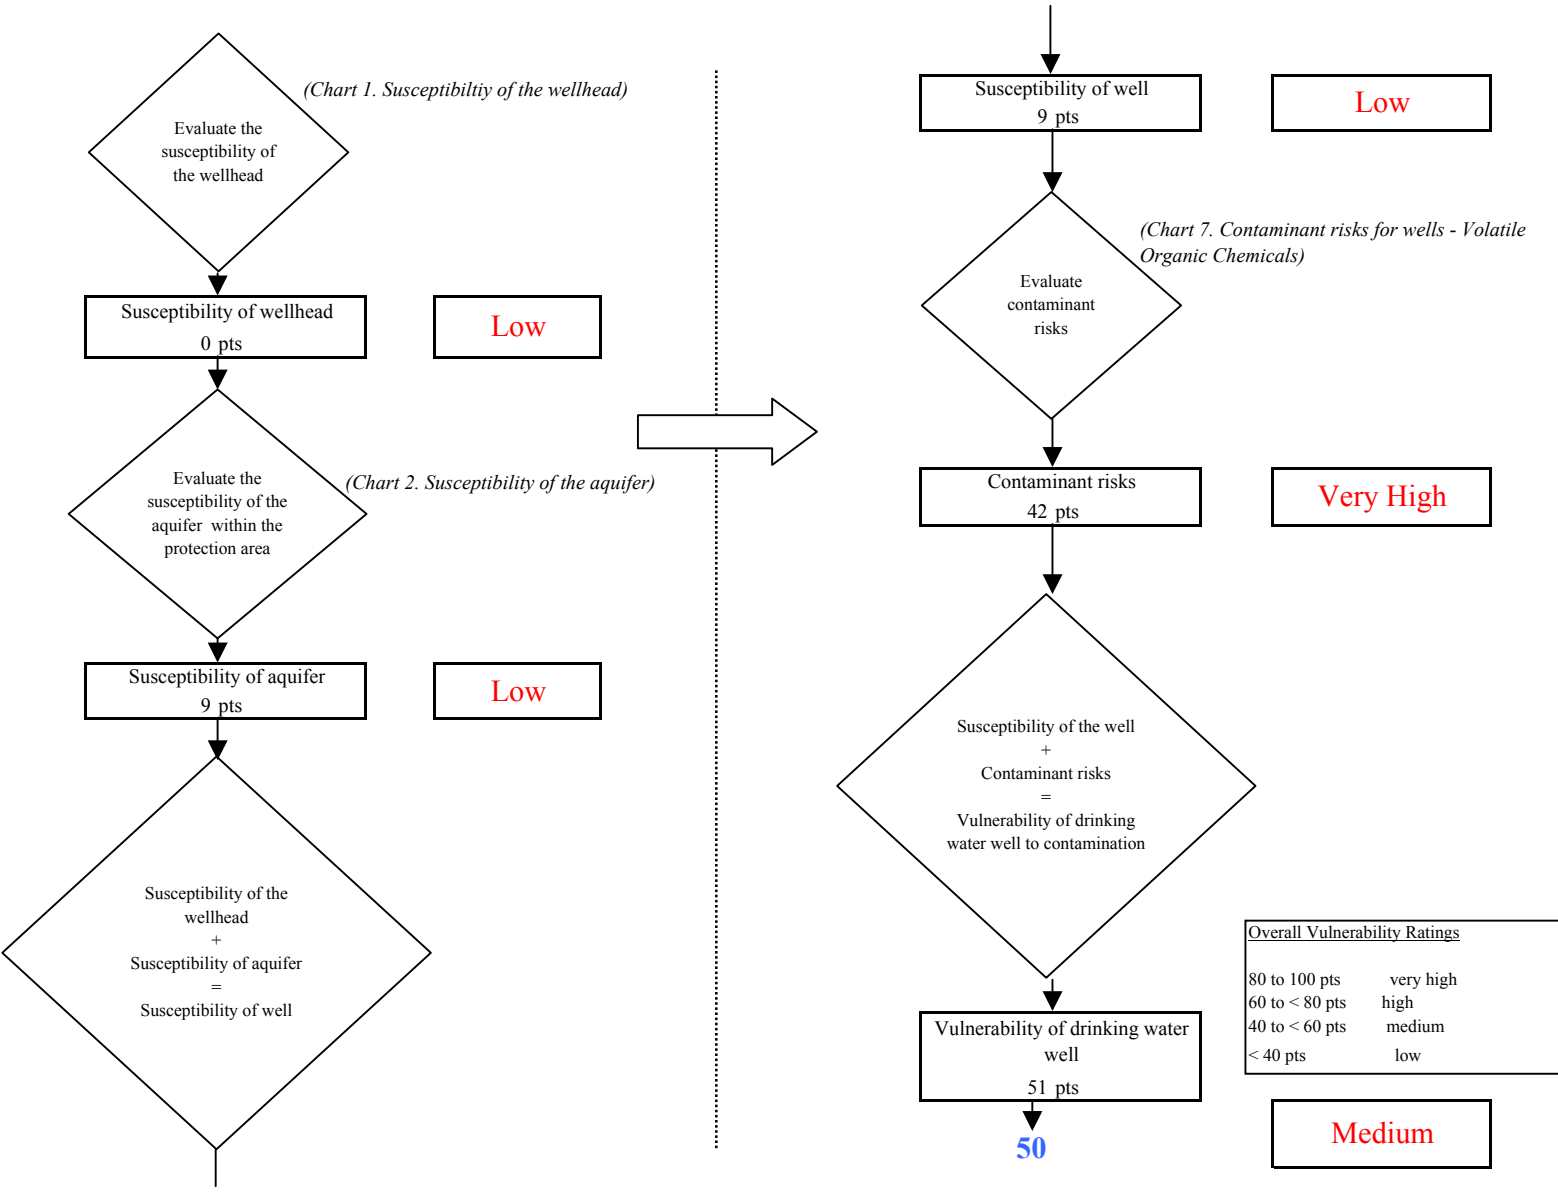 (Chart 1. Susceptibiltiy of the wellhead)
Evaluate the
susceptibility of
the wellhead
Susceptibility of wellhead
0 pts
Low
Evaluate the
susceptibility of the
aquifer within the
protection area
(Chart 2. Susceptibility of the aquifer)
Susceptibility of aquifer
9 pts
Low
Susceptibility of the
wellhead
+
Susceptibility of aquifer
=
Susceptibility of well
Susceptibility of well
9 pts
Low
(Chart 7. Contaminant risks for wells - Volatile
Organic Chemicals)
Evaluate
contaminant
risks
Contaminant risks
42 pts
Very High
Susceptibility of the well
+
Contaminant risks
=
Vulnerability of drinking
water well to contamination
Overall Vulnerability Ratings
80 to 100 pts very high
60 to < 80 pts high
40 to < 60 pts medium
< 40 pts low
Vulnerability of drinking water
well
51 pts
50
Medium